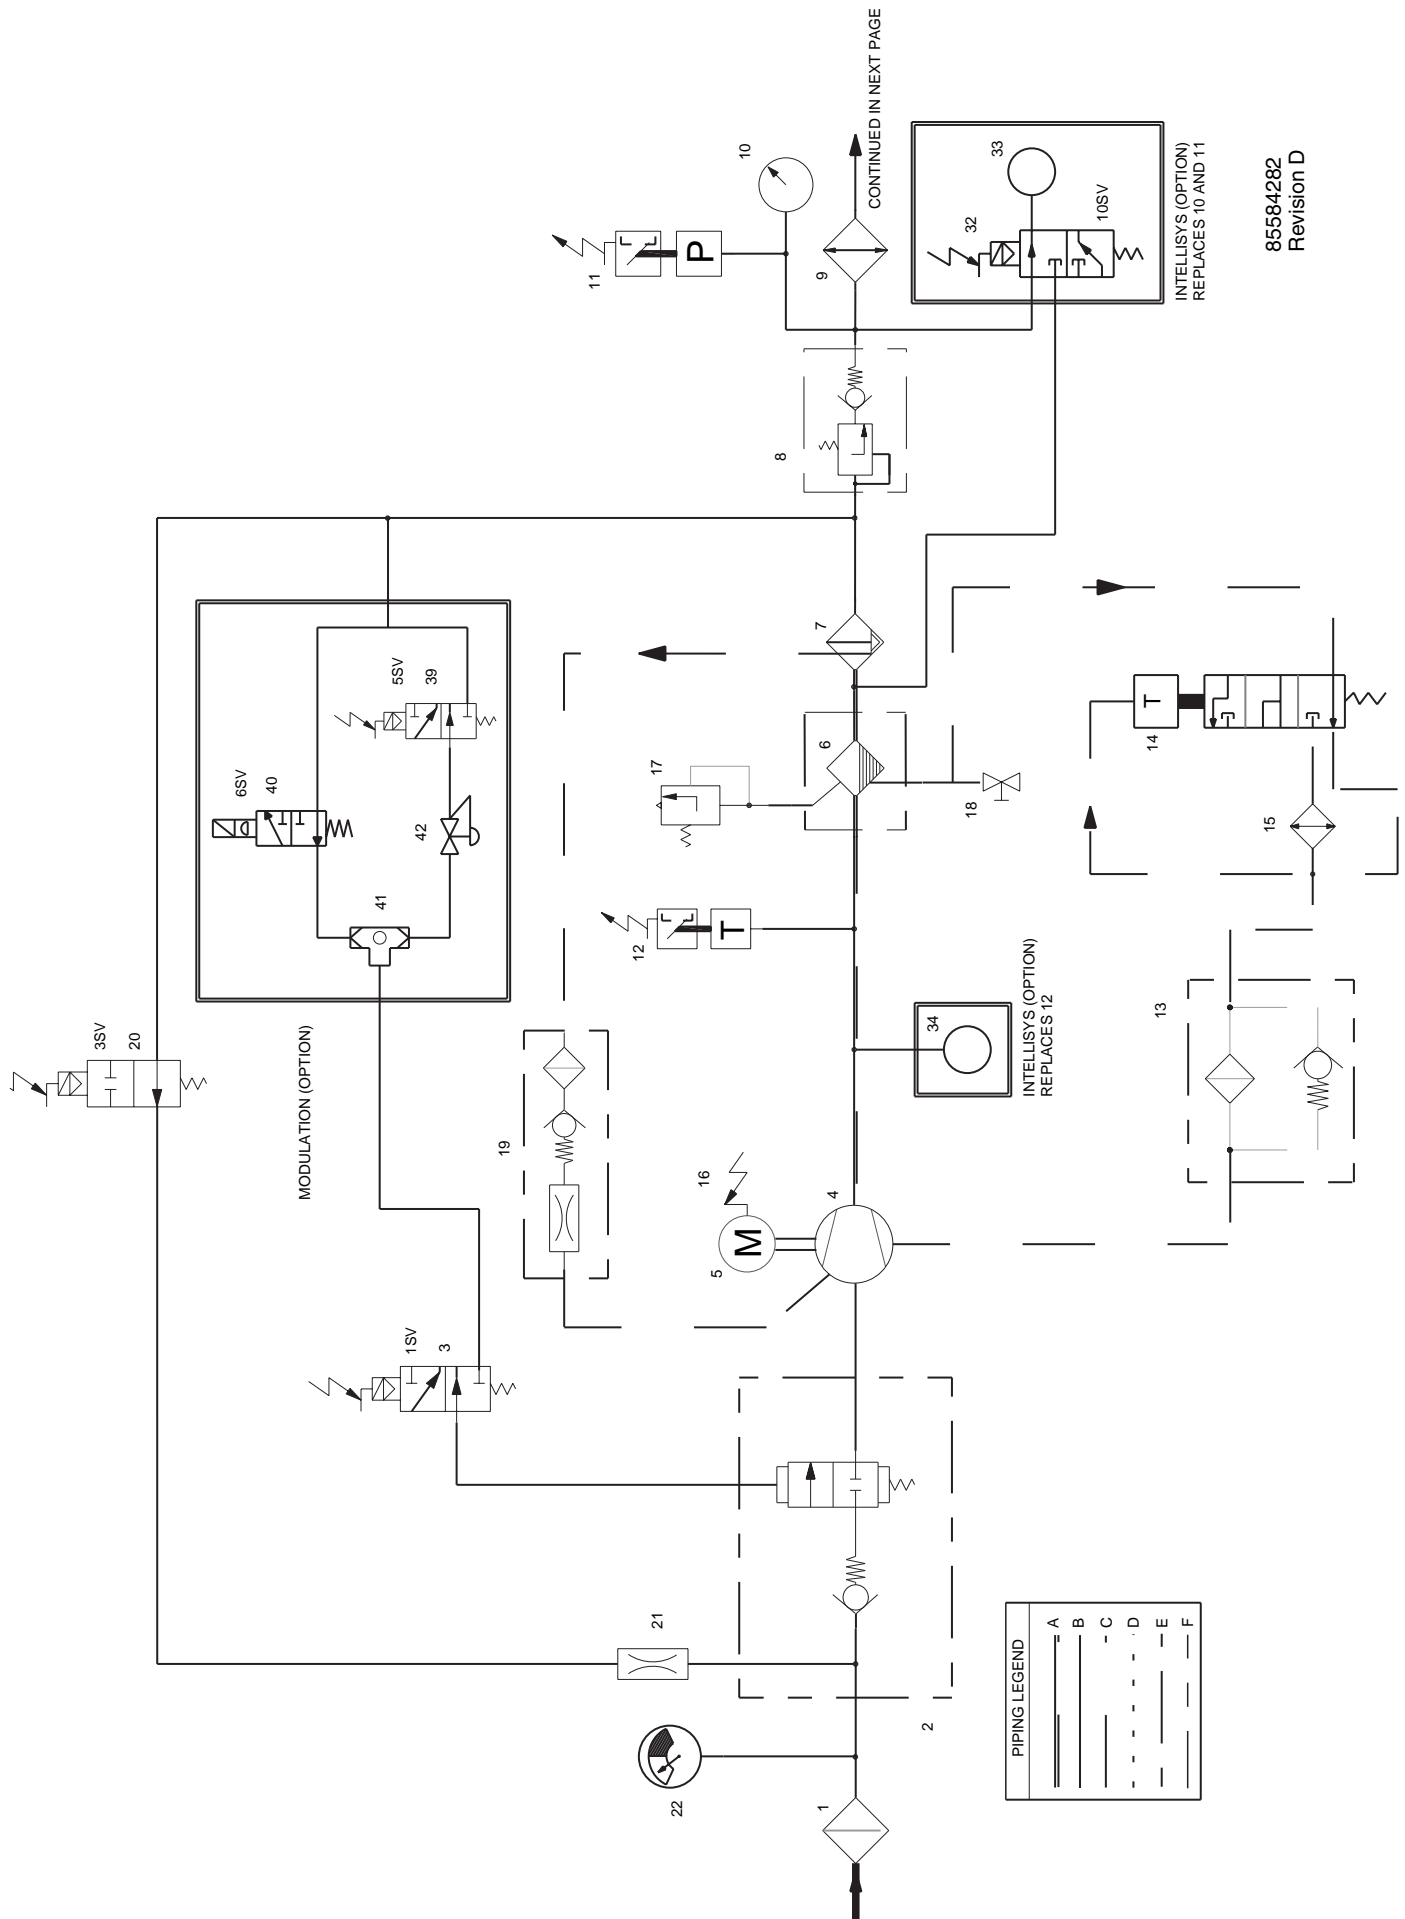 3SV
20
6SV
40
5SV
39
41
42
MODULATION (OPTION)
1SV
3
19
11
P
10
9
CONTINUED IN NEXT PAGE
8
7
17
6
18
12
T
16
M
5
4
34
INTELLISYS (OPTION)
REPLACES 12
32
33
10SV
INTELLISYS (OPTION)
REPLACES 10 AND 11
85584282
Revision D
14
T
15
13
21
22
2
1
PIPING LEGEND
A
B
C
D
E
F